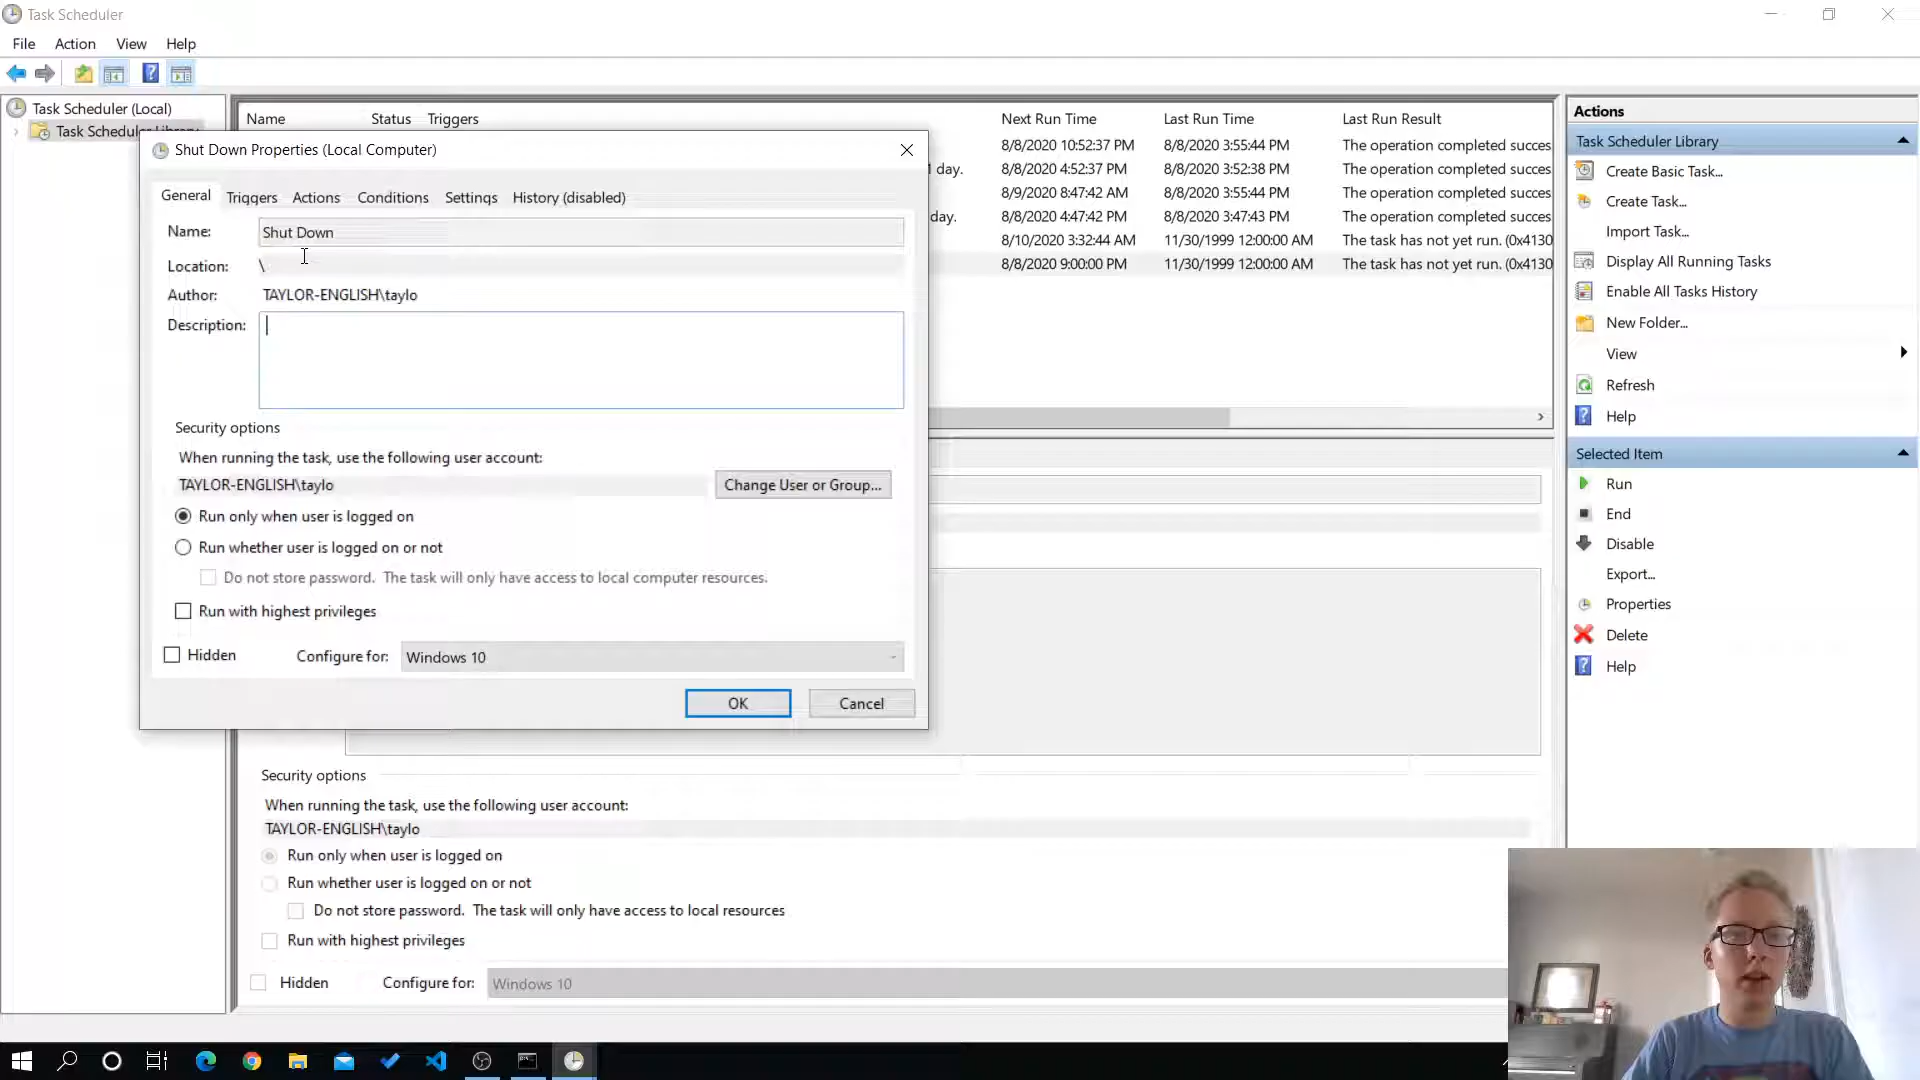 Task Scheduler
File Action View Help
Task Scheduler (Local)
Task Scheduler Library
Name Status Triggers Next Run Time Last Run Time Last Run Result
8/8/2020 10:52:37 PM 8/8/2020 3:55:44 PM The operation completed succes
day. 8/8/2020 4:52:37 PM 8/8/2020 3:52:38 PM The operation completed succes
8/9/2020 8:47:42 AM 8/8/2020 3:55:44 PM The operation completed succes
day. 8/8/2020 4:47:42 PM 8/8/2020 3:47:43 PM The operation completed succes
8/10/2020 3:32:44 AM 11/30/1999 12:00:00 AM The task has not yet run. (0x4130
8/8/2020 9:00:00 PM 11/30/1999 12:00:00 AM The task has not yet run. (0x4130
Shut Down Properties (Local Computer)
General Triggers Actions Conditions Settings History (disabled)
Name: Shut Down
Location: \
Author: TAYLOR-ENGLISH\taylo
Description:
Security options
When running the task, use the following user account:
TAYLOR-ENGLISH\taylo Change User or Group...
Run only when user is logged on
Run whether user is logged on or not
Do not store password. The task will only have access to local computer resources.
Run with highest privileges
Hidden Configure for: Windows 10
OK Cancel
Security options
When running the task, use the following user account:
TAYLOR-ENGLISH\taylo
Run only when user is logged on
Run whether user is logged on or not
Do not store password. The task will only have access to local resources
Run with highest privileges
Hidden Configure for: Windows 10
Actions
Task Scheduler Library
Create Basic Task...
Create Task...
Import Task...
Display All Running Tasks
Enable All Tasks History
New Folder...
View
Refresh
Help
Selected Item
Run
End
Disable
Export...
Properties
Delete
Help